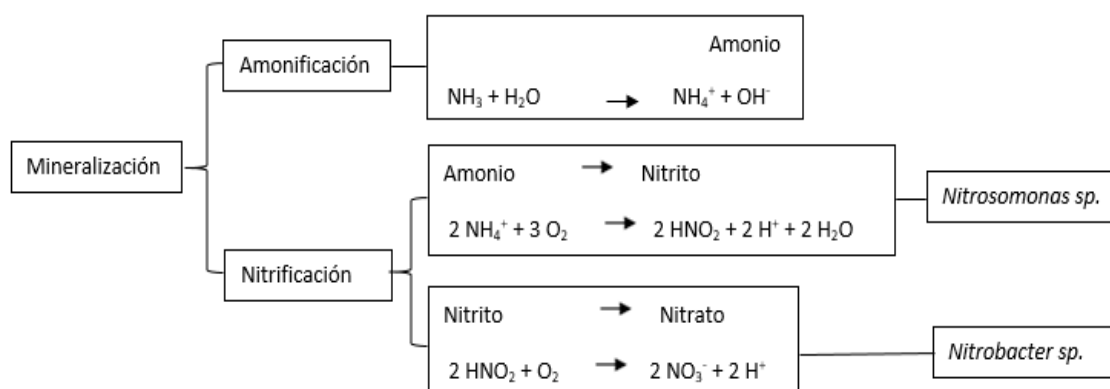 Mineralización
Amonificación
Amonio
NH₃ + H₂O → NH₄⁺ + OH⁻
Nitrificación
Amonio → Nitrito
2 NH₄⁺ + 3 O₂ → 2 HNO₂ + 2 H⁺ + 2 H₂O
Nitrosomonas sp.
Nitrito → Nitrato
2 HNO₂ + O₂ → 2 NO₃⁻ + 2 H⁺
Nitrobacter sp.